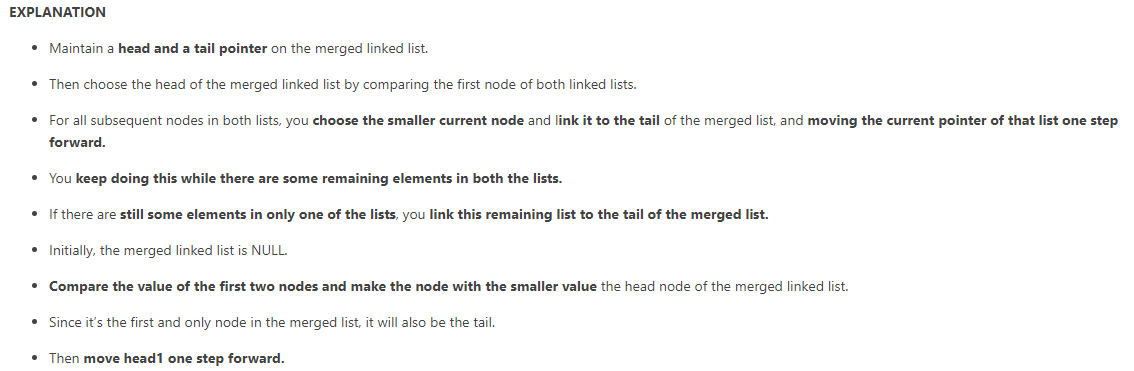 EXPLANATION
• Maintain a head and a tail pointer on the merged linked list.
• Then choose the head of the merged linked list by comparing the first node of both linked lists.
• For all subsequent nodes in both lists, you choose the smaller current node and link it to the tail of the merged list, and moving the current pointer of that list one step
forward.
• You keep doing this while there are some remaining elements in both the lists.
• If there are still some elements in only one of the lists, you link this remaining list to the tail of the merged list.
• Initially, the merged linked list is NULL.
• Compare the value of the first two nodes and make the node with the smaller value the head node of the merged linked list.
• Since it’s the first and only node in the merged list, it will also be the tail.
• Then move head1 one step forward.